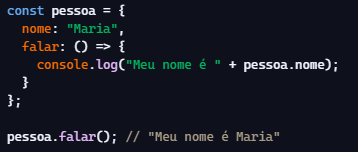 const pessoa = {
  nome: "Maria",
  falar: () => {
    console.log("Meu nome é " + pessoa.nome);
  }
};

pessoa.falar(); // "Meu nome é Maria"